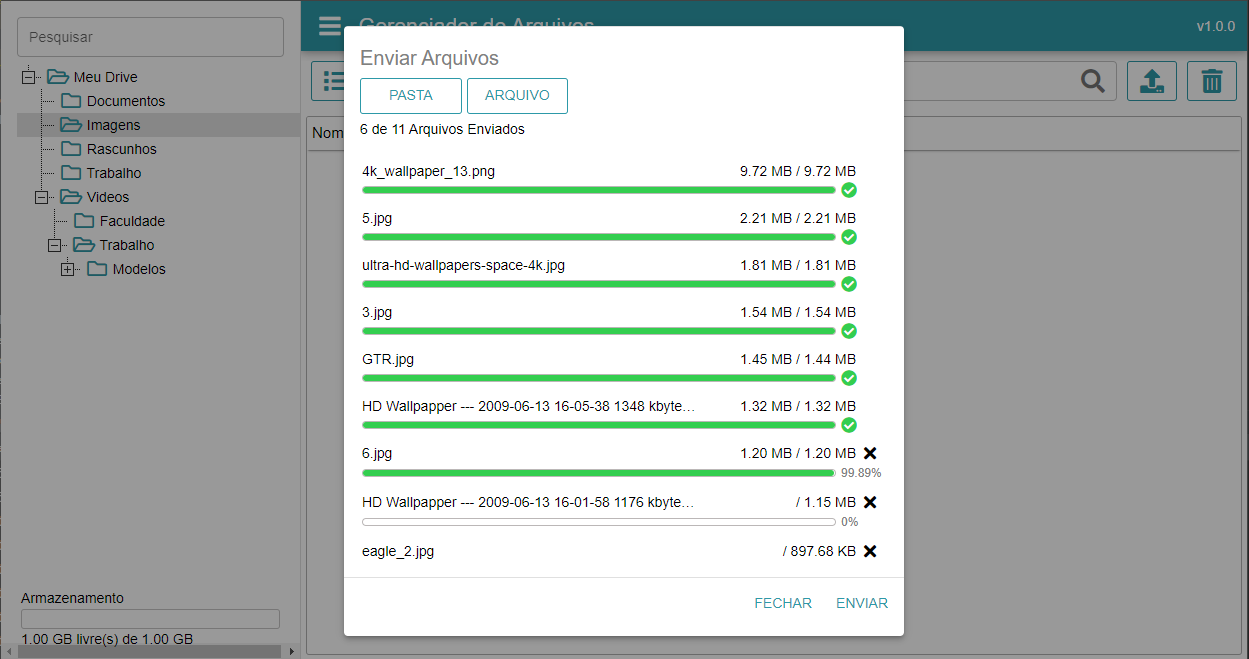 Pesquisar
Meu Drive
Documentos
Imagens
Rascunhos
Trabalho
Videos
Faculdade
Trabalho
Modelos
Armazenamento
1.00 GB livre(s) de 1.00 GB
Gerenciador de Arquivos
v1.0.0
Nom
Enviar Arquivos
PASTA ARQUIVO
6 de 11 Arquivos Enviados
4k_wallpaper_13.png 9.72 MB / 9.72 MB
5.jpg 2.21 MB / 2.21 MB
ultra-hd-wallpapers-space-4k.jpg 1.81 MB / 1.81 MB
3.jpg 1.54 MB / 1.54 MB
GTR.jpg 1.45 MB / 1.44 MB
HD Wallpapper --- 2009-06-13 16-05-38 1348 kbyte… 1.32 MB / 1.32 MB
6.jpg 1.20 MB / 1.20 MB
99.89%
HD Wallpapper --- 2009-06-13 16-01-58 1176 kbyte… / 1.15 MB
0%
eagle_2.jpg / 897.68 KB
FECHAR ENVIAR